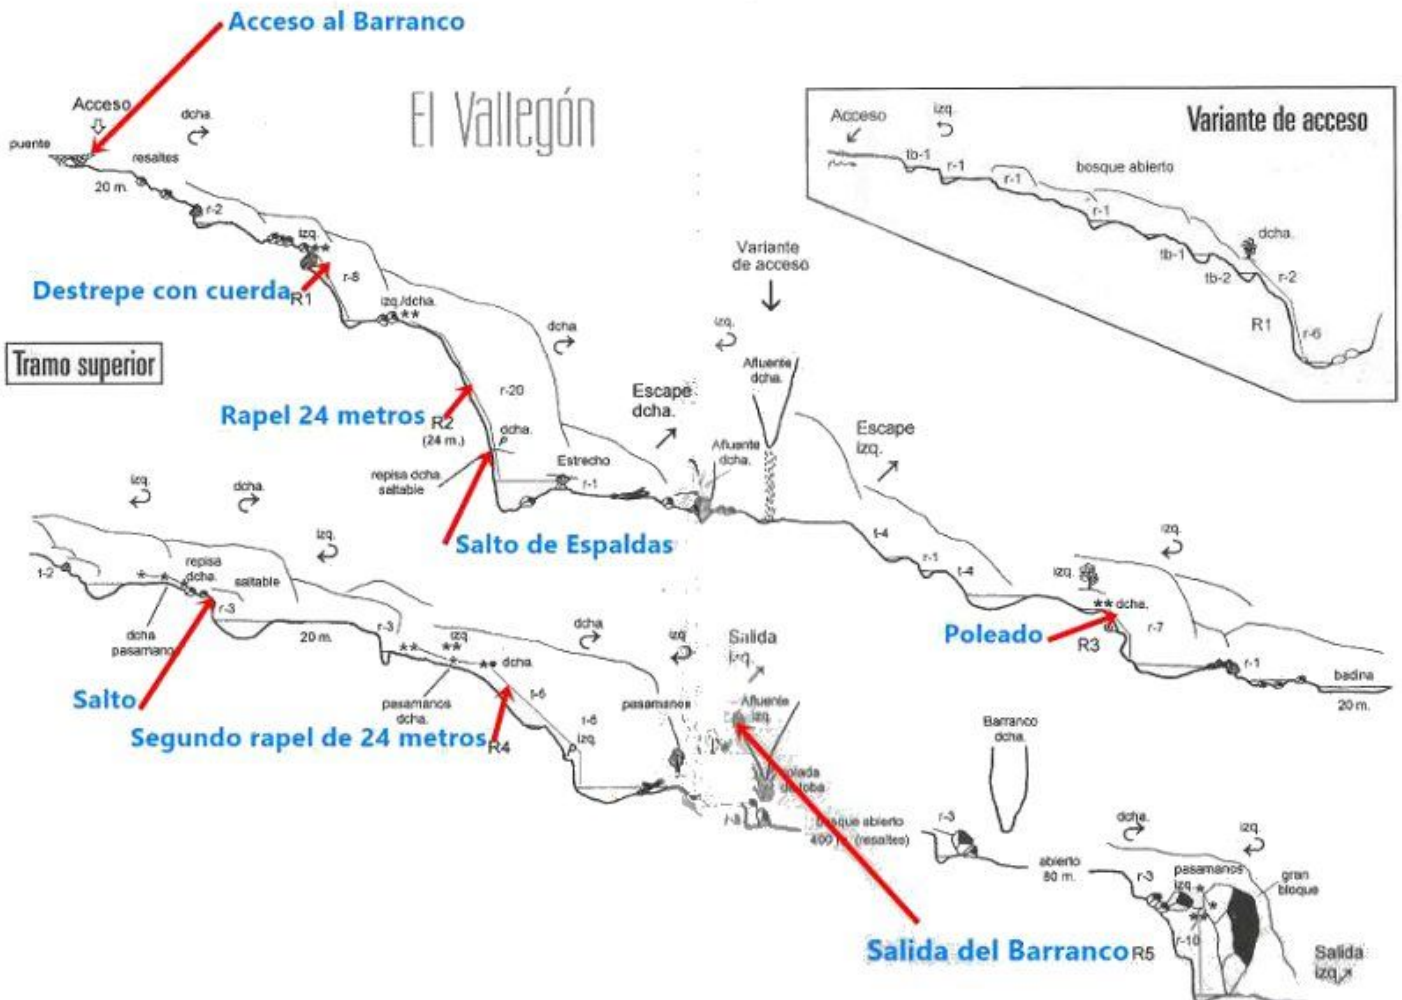 Acceso al Barranco
El Vallegón
Acceso
dcha.
puente
resaltes
20 m.
r-2
izq.
**
r-8
Destrepe con cuerda
R1
izq./dcha.
**
dcha.
Tramo superior
Rapel 24 metros
R2
(24 m.)
r-20
dcha.
repisa dcha.
saltable
Estrecho
r-1
Salto de Espaldas
Escape
dcha.
Afluente
dcha.
izq.
Variante
de acceso
Afluente
dcha.
Escape
izq.
t-4
r-1
t-4
izq.
izq.
** dcha.
r-7
Poleado
R3
r-1
badina
20 m.
Variante de acceso
Acceso
izq.
tb-1
r-1
r-1
bosque abierto
r-1
tb-1
tb-2
dcha.
r-2
R1
r-6
izq.
dcha.
izq.
t-2
repisa
dcha.
saltable
* *
r-3
dcha
pasamanos
20 m.
Salto
r-3
**
izq
**
*
** dcha.
pasamanos
dcha.
Segundo rapel de 24 metros
R4
t-6
r-6
izq.
dcha.
izq
pasamanos
Salida
izq.
Afluente
izq.
bosque abierto
(resaltes)
Salida del Barranco
r-3
Barranco
dcha.
abierto
80 m.
dcha.
izq.
r-3
pasamanos
izq.
*
*
**
gran
bloque
R5
r-10
Salida
izq.